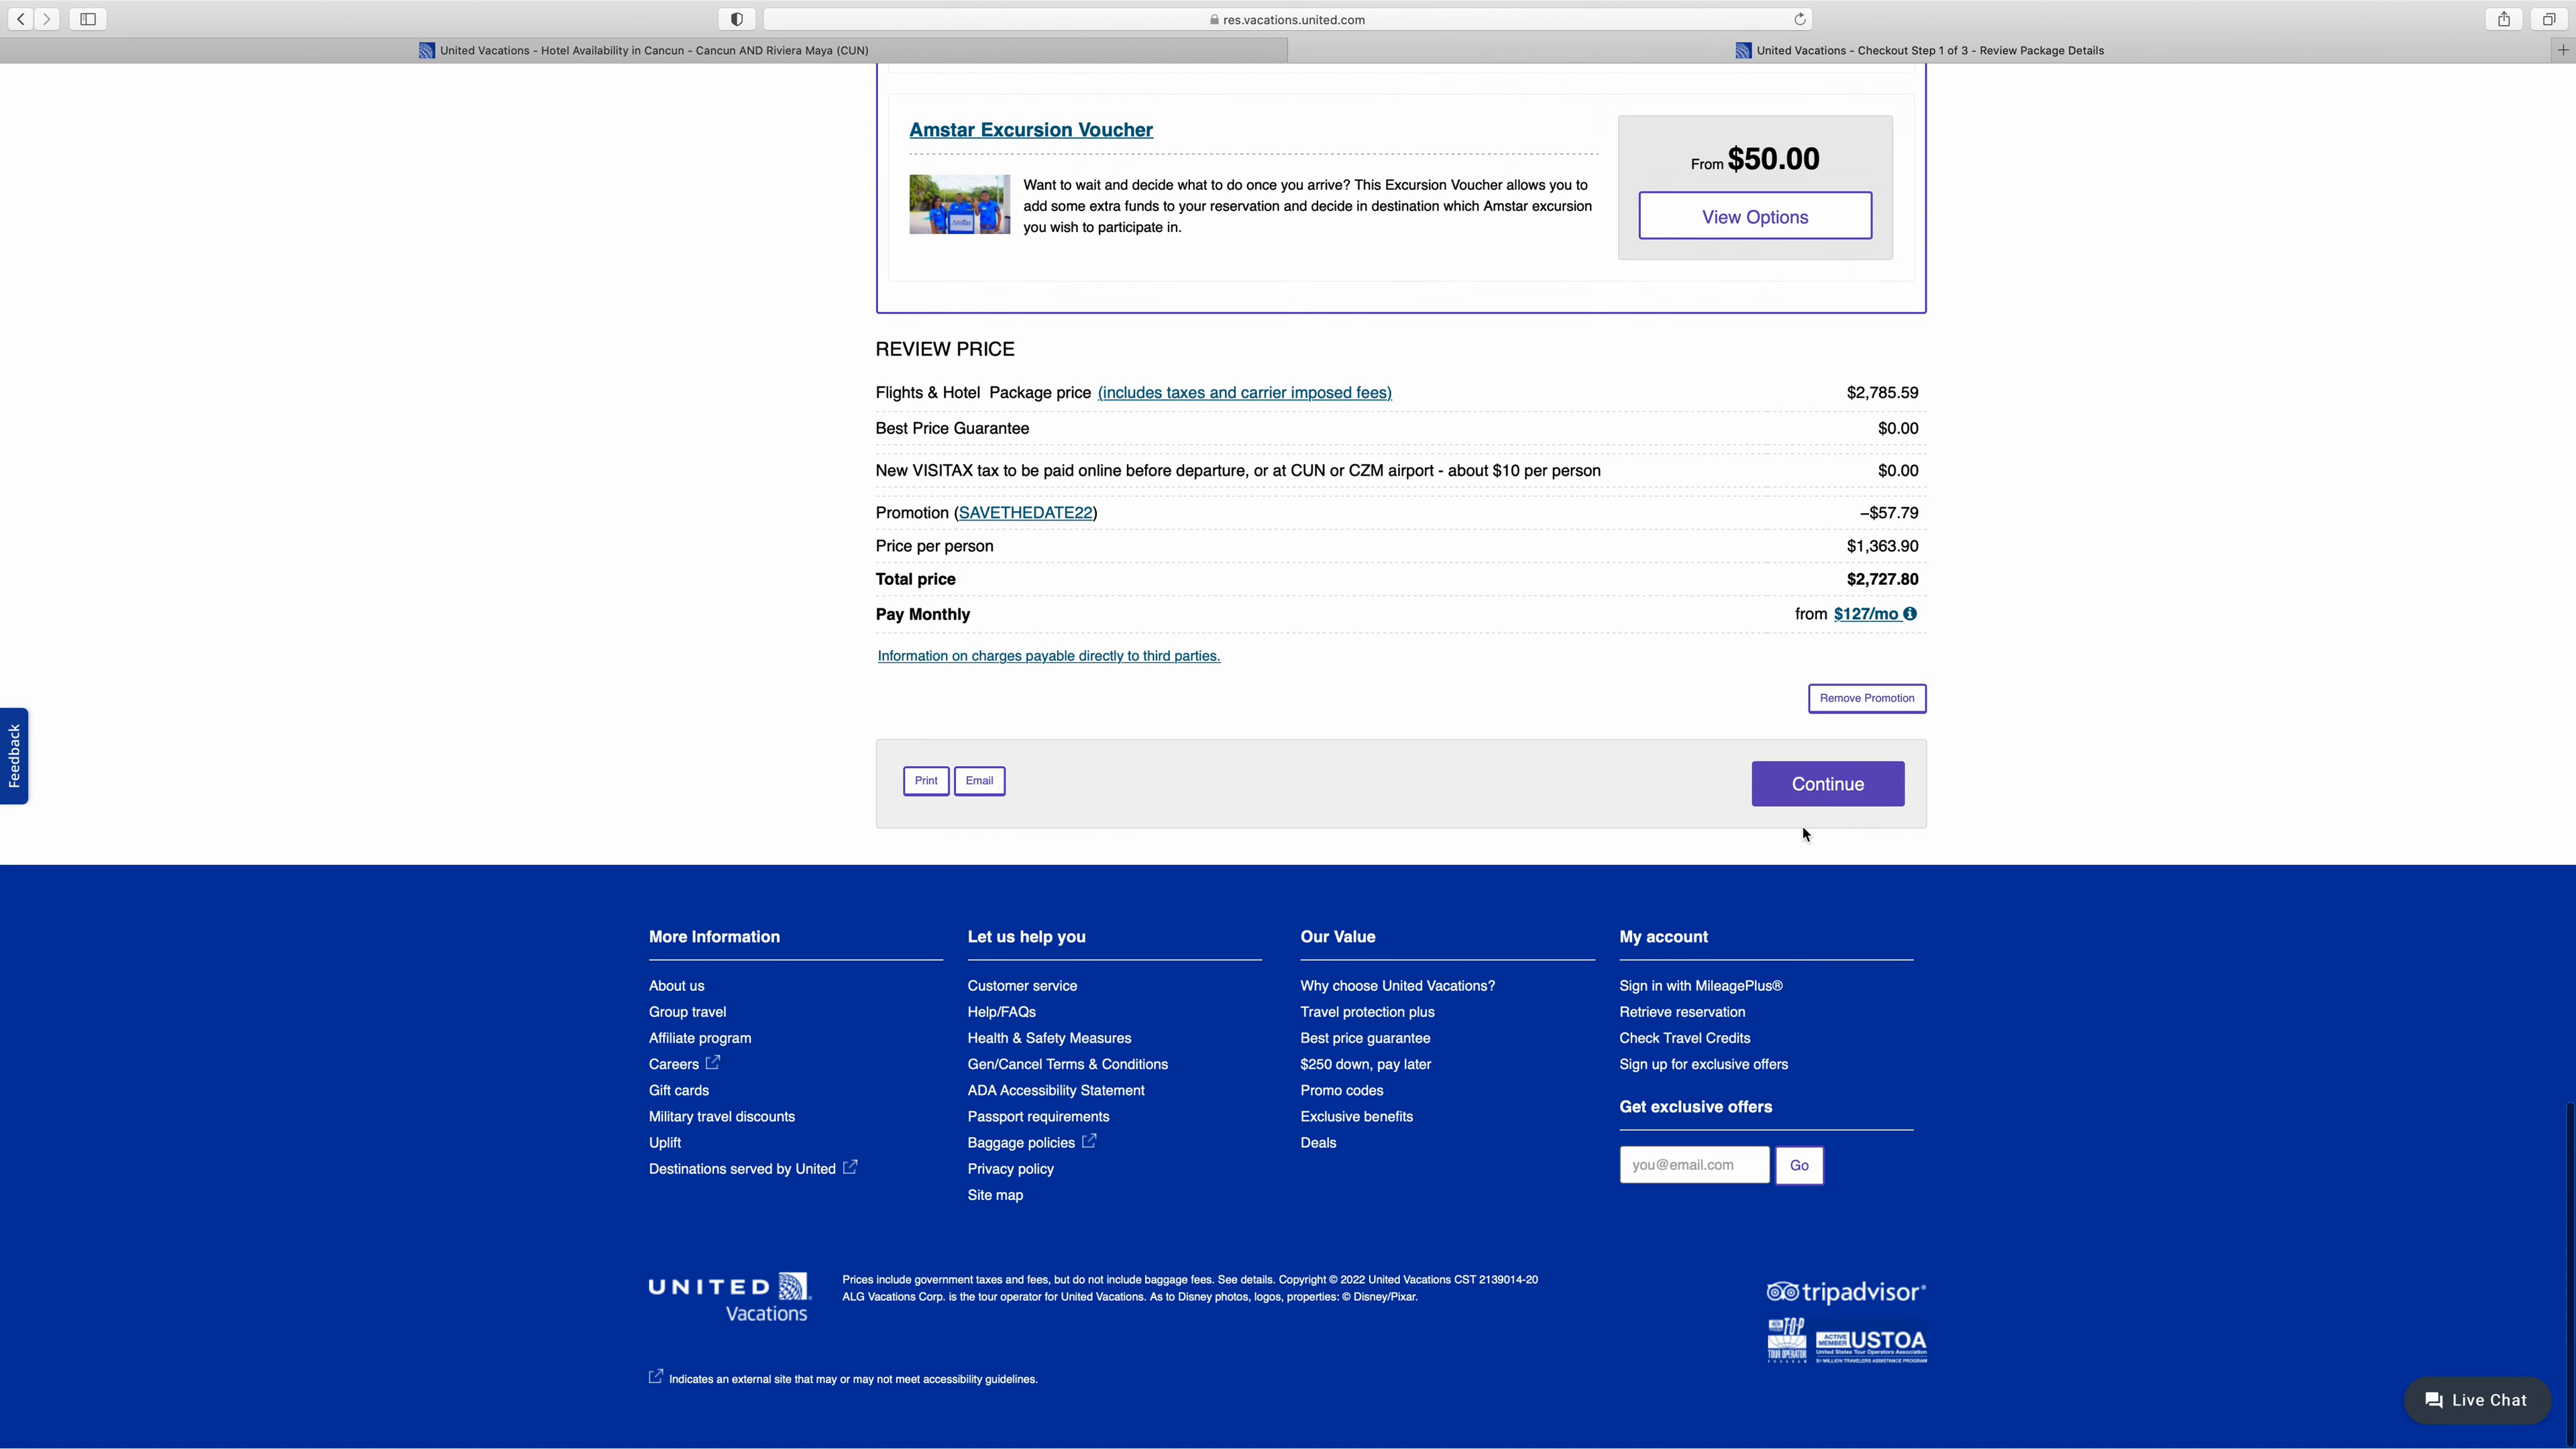 res.vacations.united.com
United Vacations - Hotel Availability in Cancun - Cancun AND Riviera Maya (CUN)
United Vacations - Checkout Step 1 of 3 - Review Package Details
Amstar Excursion Voucher
Want to wait and decide what to do once you arrive? This Excursion Voucher allows you to
add some extra funds to your reservation and decide in destination which Amstar excursion
you wish to participate in.
From $50.00
View Options
REVIEW PRICE
Flights & Hotel Package price (includes taxes and carrier imposed fees) $2,785.59
Best Price Guarantee $0.00
New VISITAX tax to be paid online before departure, or at CUN or CZM airport - about $10 per person $0.00
Promotion (SAVETHEDATE22) –$57.79
Price per person $1,363.90
Total price $2,727.80
Pay Monthly from $127/mo
Information on charges payable directly to third parties.
Remove Promotion
Feedback
Print Email Continue
More Information
About us
Group travel
Affiliate program
Careers
Gift cards
Military travel discounts
Uplift
Destinations served by United
Let us help you
Customer service
Help/FAQs
Health & Safety Measures
Gen/Cancel Terms & Conditions
ADA Accessibility Statement
Passport requirements
Baggage policies
Privacy policy
Site map
Our Value
Why choose United Vacations?
Travel protection plus
Best price guarantee
$250 down, pay later
Promo codes
Exclusive benefits
Deals
My account
Sign in with MileagePlus®
Retrieve reservation
Check Travel Credits
Sign up for exclusive offers
Get exclusive offers
you@email.com Go
UNITED
Vacations
Prices include government taxes and fees, but do not include baggage fees. See details. Copyright © 2022 United Vacations CST 2139014-20
ALG Vacations Corp. is the tour operator for United Vacations. As to Disney photos, logos, properties: © Disney/Pixar.
tripadvisor
TOP
TOUR OPERATOR
ACTIVE
MEMBER USTOA
United States Tour Operators Association
$1 MILLION TRAVELERS ASSISTANCE PROGRAM
Indicates an external site that may or may not meet accessibility guidelines.
Live Chat